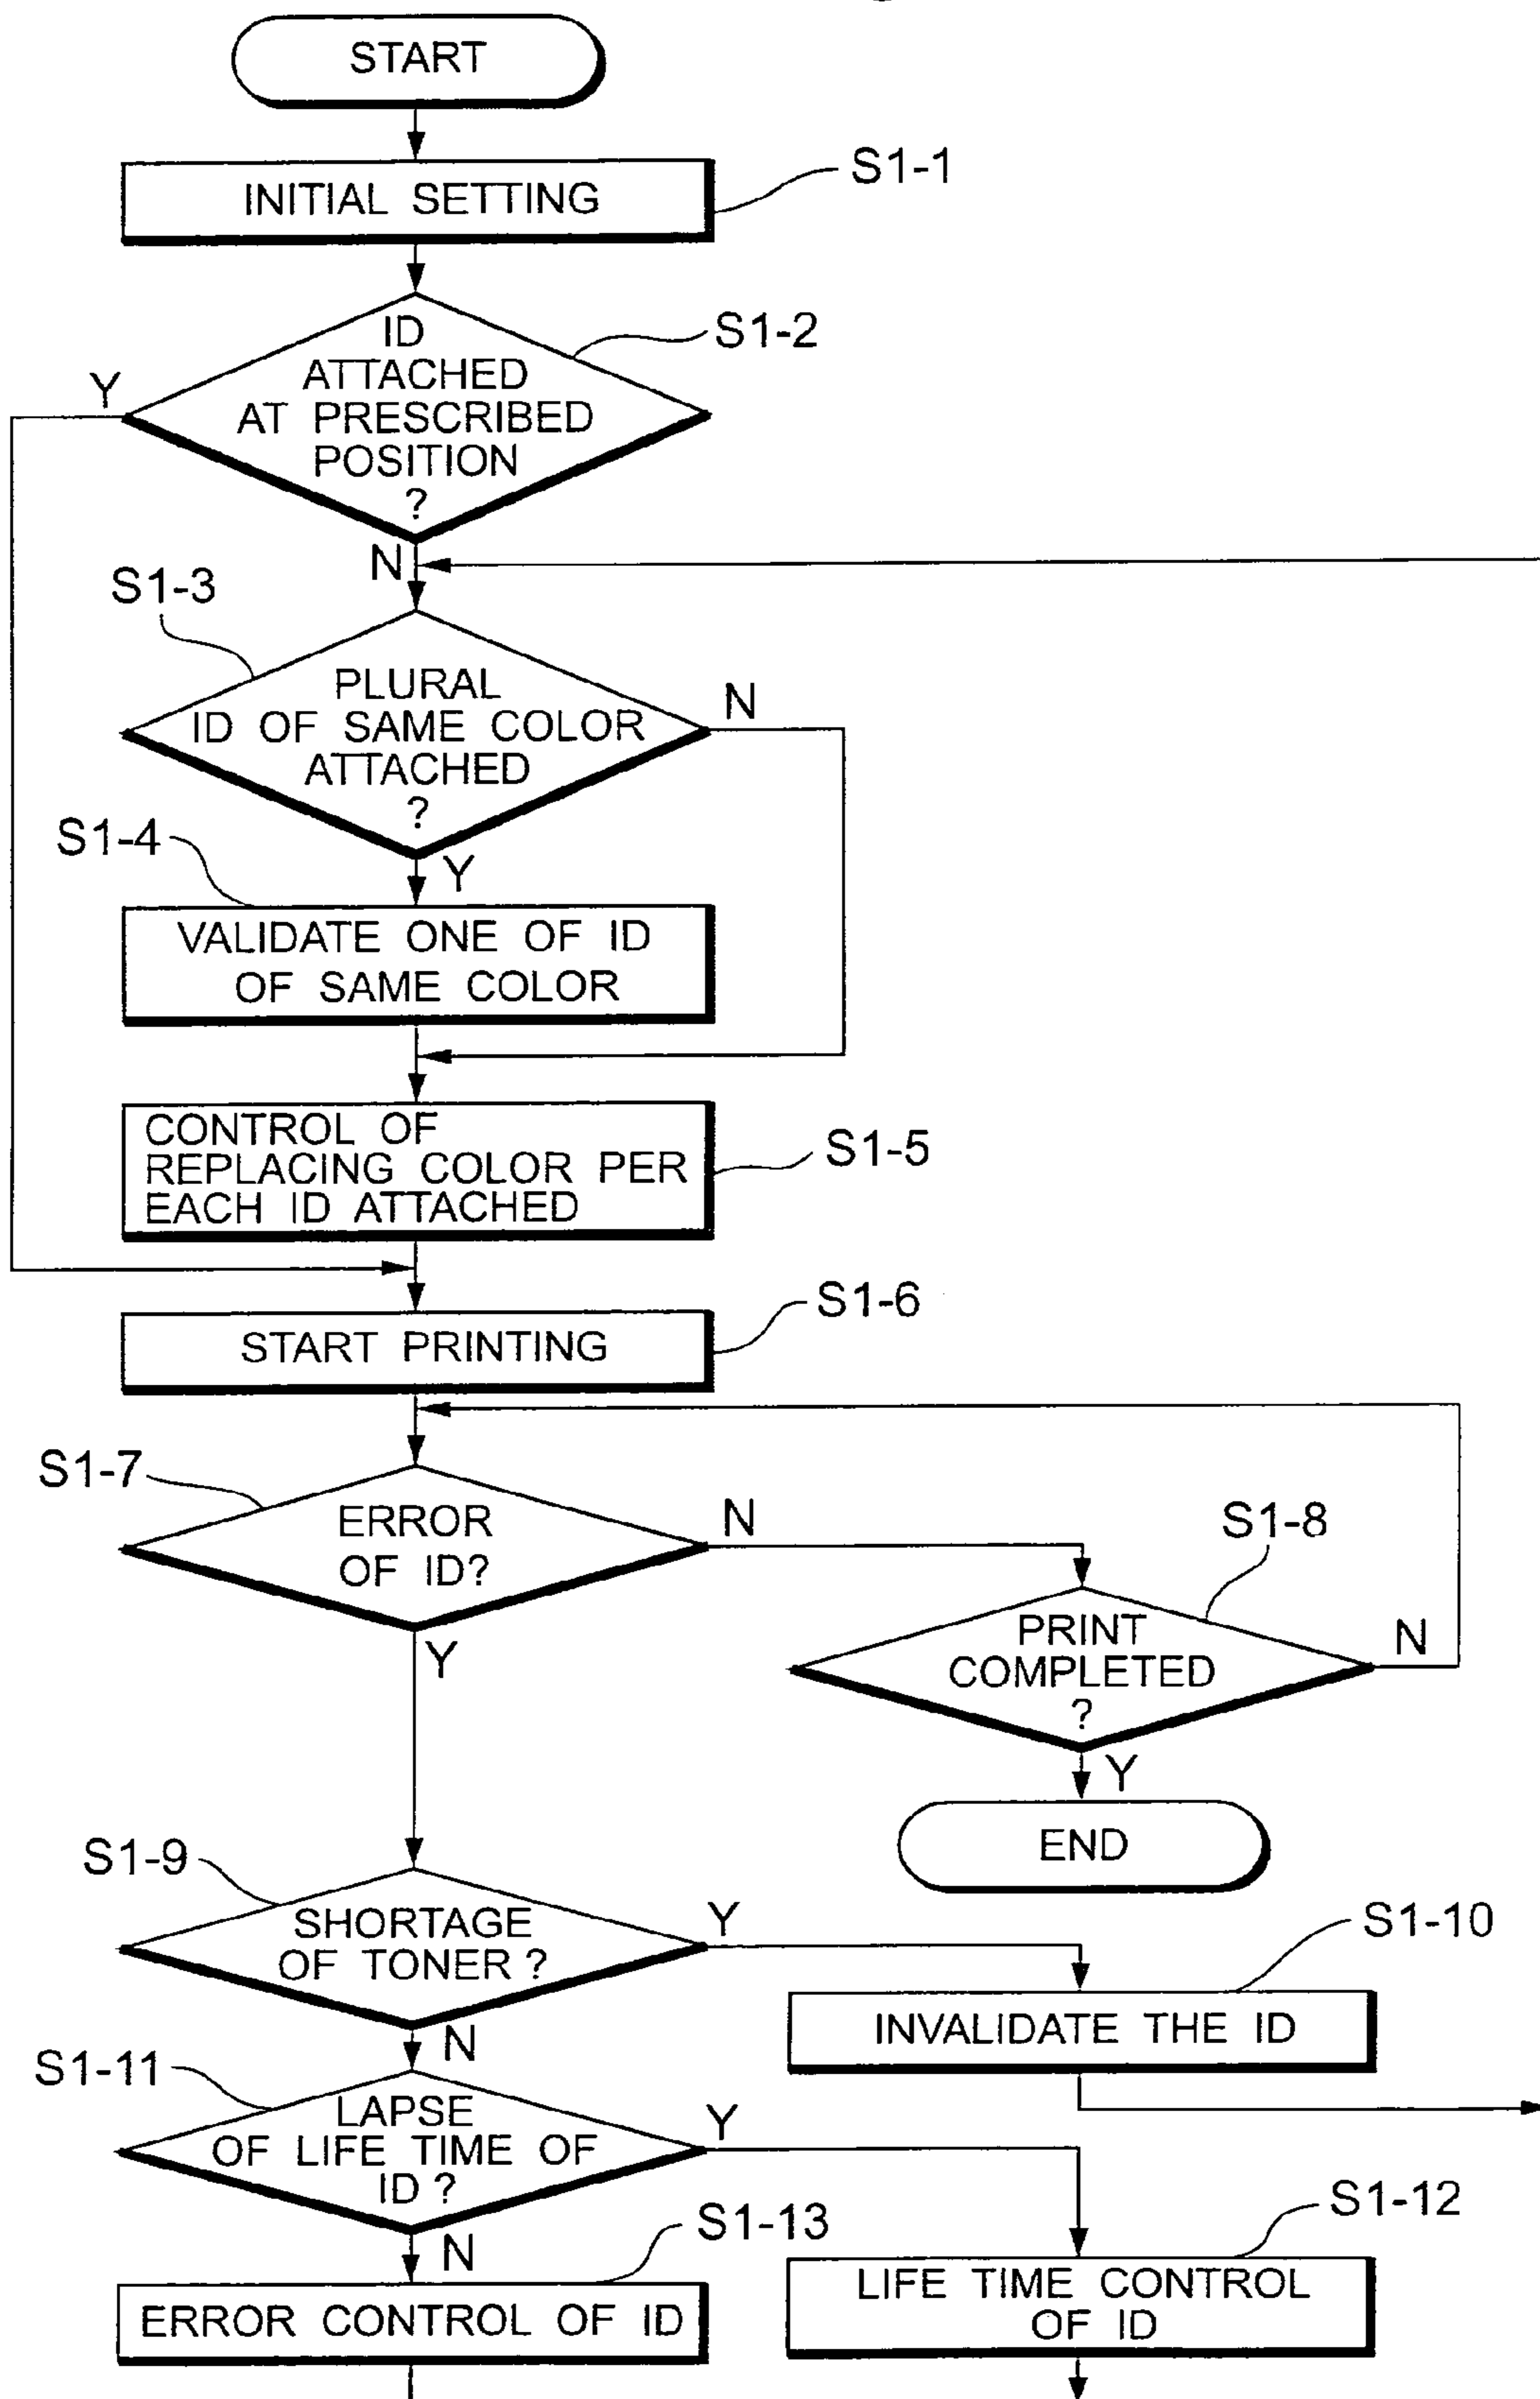 START
INITIAL SETTING
S1-1
ID
ATTACHED
AT PRESCRIBED
POSITION
?
S1-2
Y
N
S1-3
PLURAL
ID OF SAME COLOR
ATTACHED
?
N
Y
S1-4
VALIDATE ONE OF ID
OF SAME COLOR
CONTROL OF
REPLACING COLOR PER
EACH ID ATTACHED
S1-5
START PRINTING
S1-6
S1-7
ERROR
OF ID?
N
Y
S1-8
PRINT
COMPLETED
?
N
Y
END
S1-9
SHORTAGE
OF TONER ?
Y
N
S1-10
INVALIDATE THE ID
S1-11
LAPSE
OF LIFE TIME OF
ID ?
Y
N
S1-12
LIFE TIME CONTROL
OF ID
S1-13
ERROR CONTROL OF ID